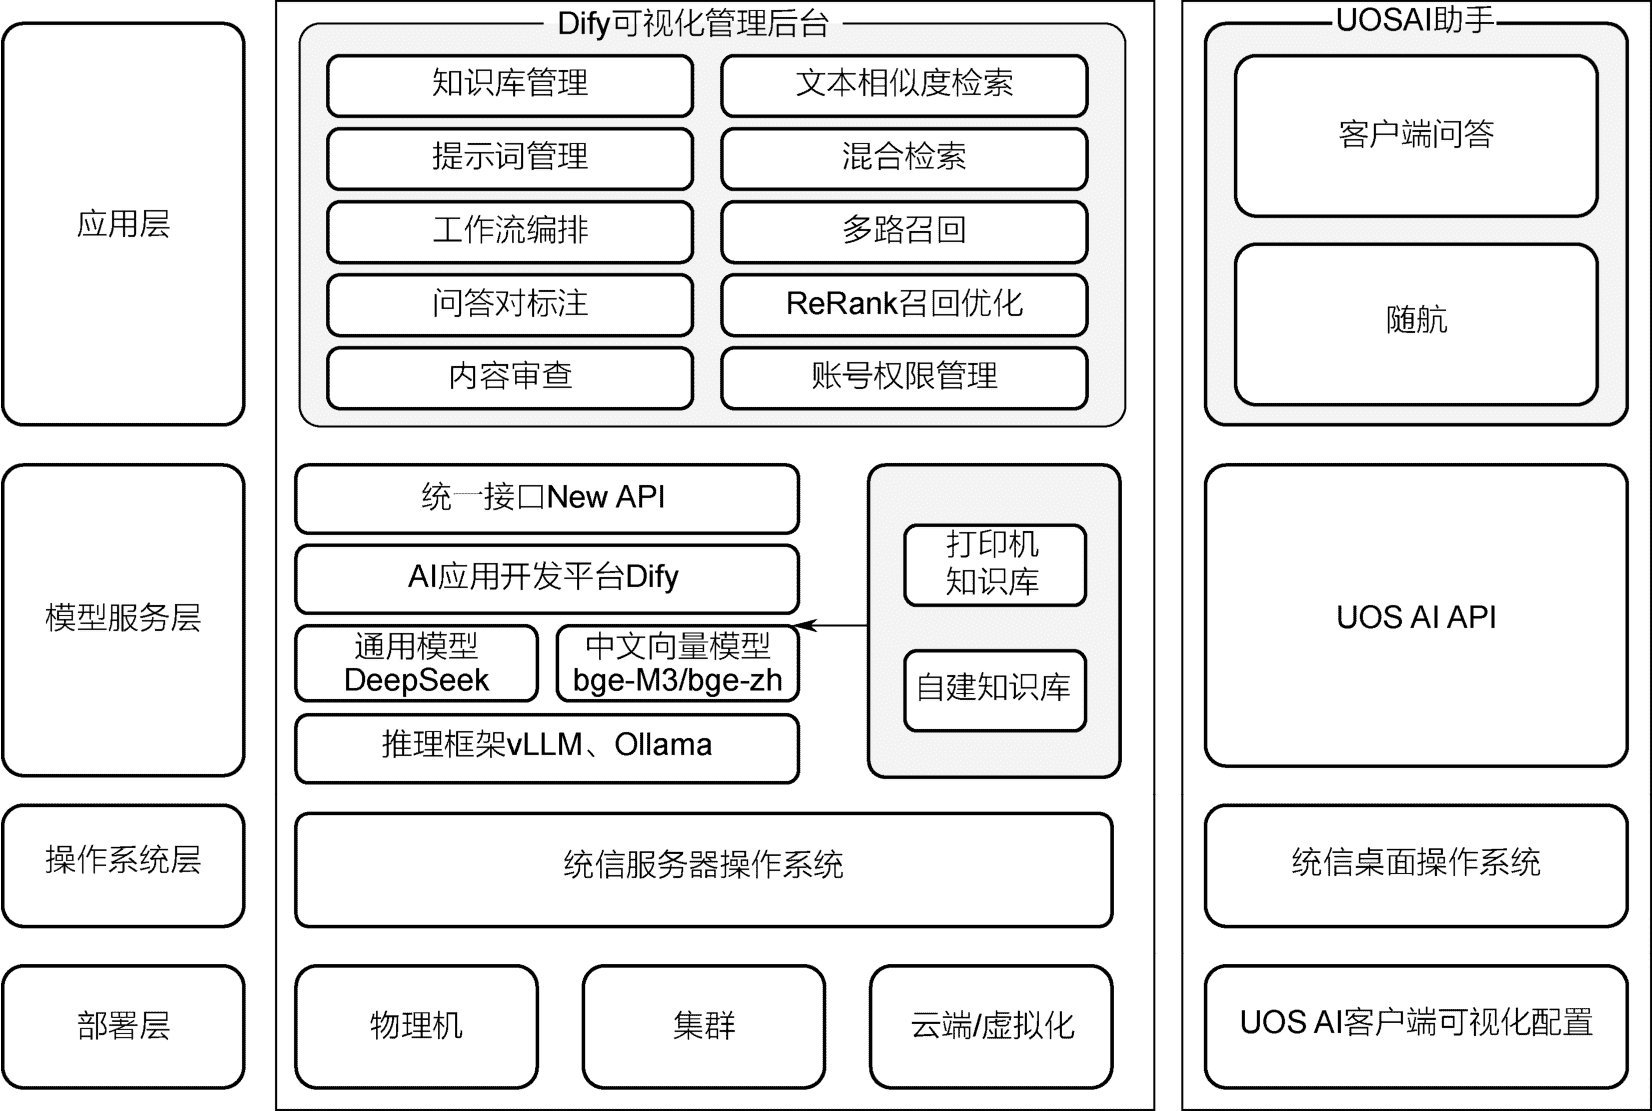 Dify可视化管理后台
UOSAI助手
应用层
知识库管理
文本相似度检索
提示词管理
混合检索
工作流编排
多路召回
问答对标注
ReRank召回优化
内容审查
账号权限管理
客户端问答
随航
模型服务层
统一接口New API
AI应用开发平台Dify
通用模型
DeepSeek
中文向量模型
bge-M3/bge-zh
推理框架vLLM、Ollama
打印机
知识库
自建知识库
UOS AI API
操作系统层
统信服务器操作系统
统信桌面操作系统
部署层
物理机
集群
云端/虚拟化
UOS AI客户端可视化配置